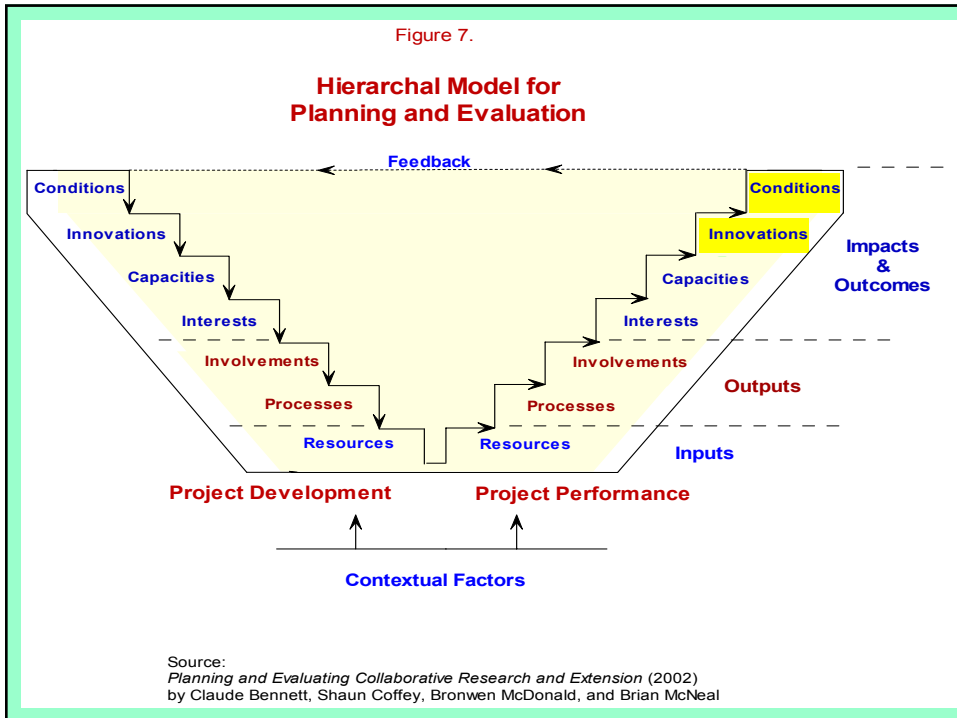 Figure 7.
Hierarchal Model for
Planning and Evaluation
Feedback
Conditions
Conditions
Innovations
Innovations
Impacts
&
Outcomes
Capacities
Capacities
Interests
Interests
Involvements
Involvements
Outputs
Processes
Processes
Resources
Resources
Inputs
Project Development
Project Performance
Contextual Factors
Source:
Planning and Evaluating Collaborative Research and Extension (2002)
by Claude Bennett, Shaun Coffey, Bronwen McDonald, and Brian McNeal